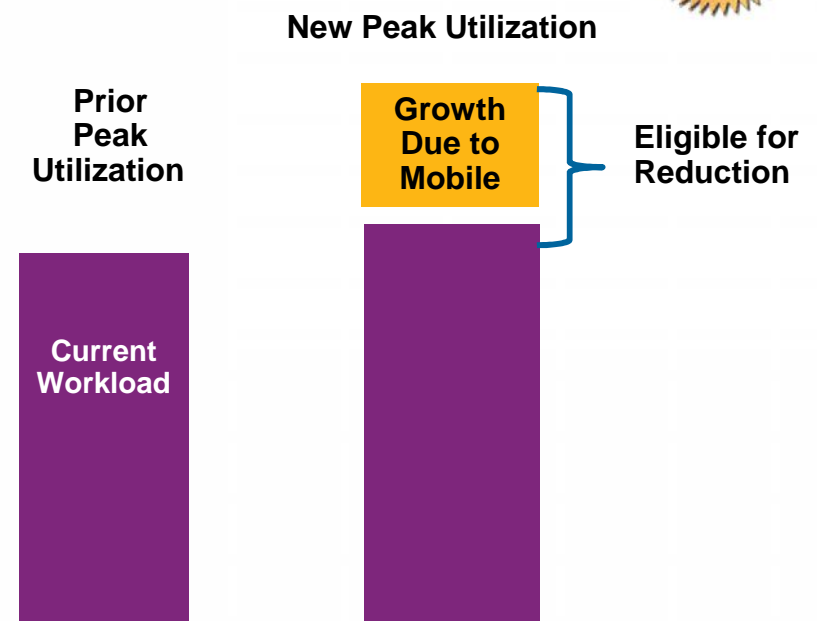 New Peak Utilization
Prior
Peak
Utilization
Growth
Due to
Mobile
Eligible for
Reduction
Current
Workload